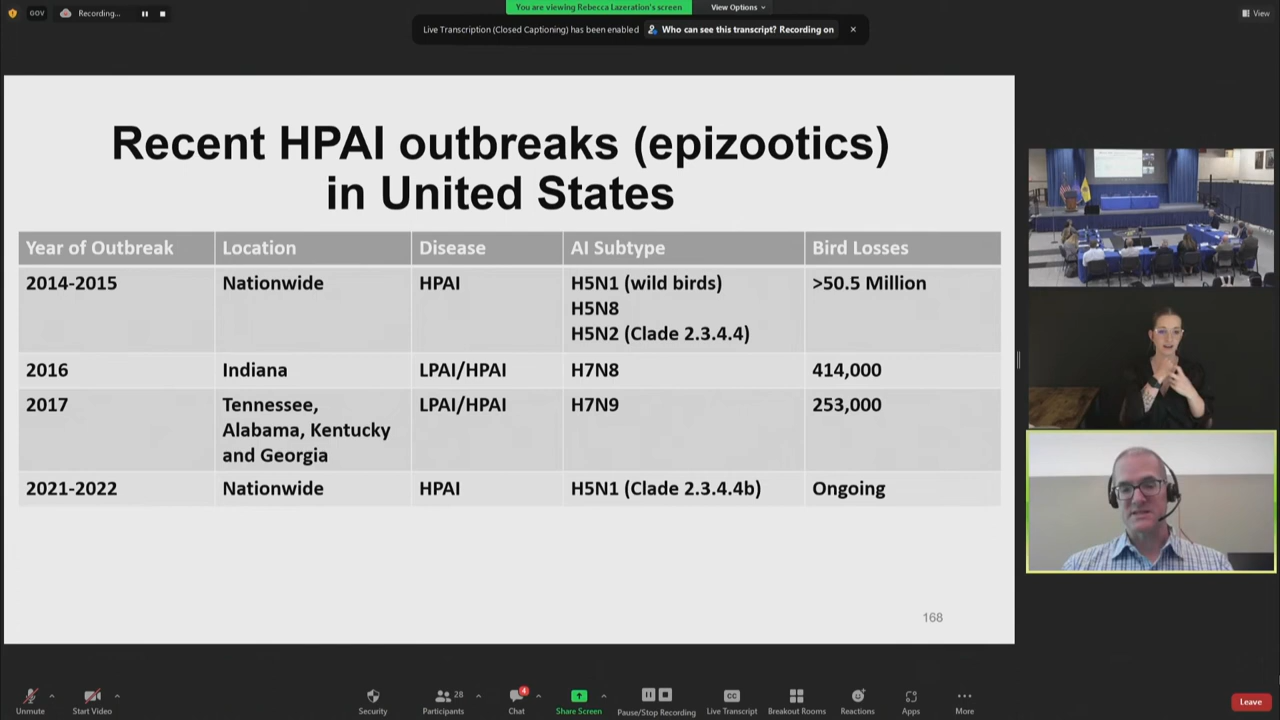 GOV
Recording...
You are viewing Rebecca Lazeration's screen
View Options
View
Live Transcription (Closed Captioning) has been enabled
Who can see this transcript? Recording on
Recent HPAI outbreaks (epizootics)
in United States
Year of Outbreak Location Disease AI Subtype Bird Losses
2014-2015 Nationwide HPAI H5N1 (wild birds) >50.5 Million
H5N8
H5N2 (Clade 2.3.4.4)
2016 Indiana LPAI/HPAI H7N8 414,000
2017 Tennessee, LPAI/HPAI H7N9 253,000
Alabama, Kentucky
and Georgia
2021-2022 Nationwide HPAI H5N1 (Clade 2.3.4.4b) Ongoing
168
28
4
CC
Unmute
Start Video
Security
Participants
Chat
Share Screen
Pause/Stop Recording
Live Transcript
Breakout Rooms
Reactions
Apps
More
Leave